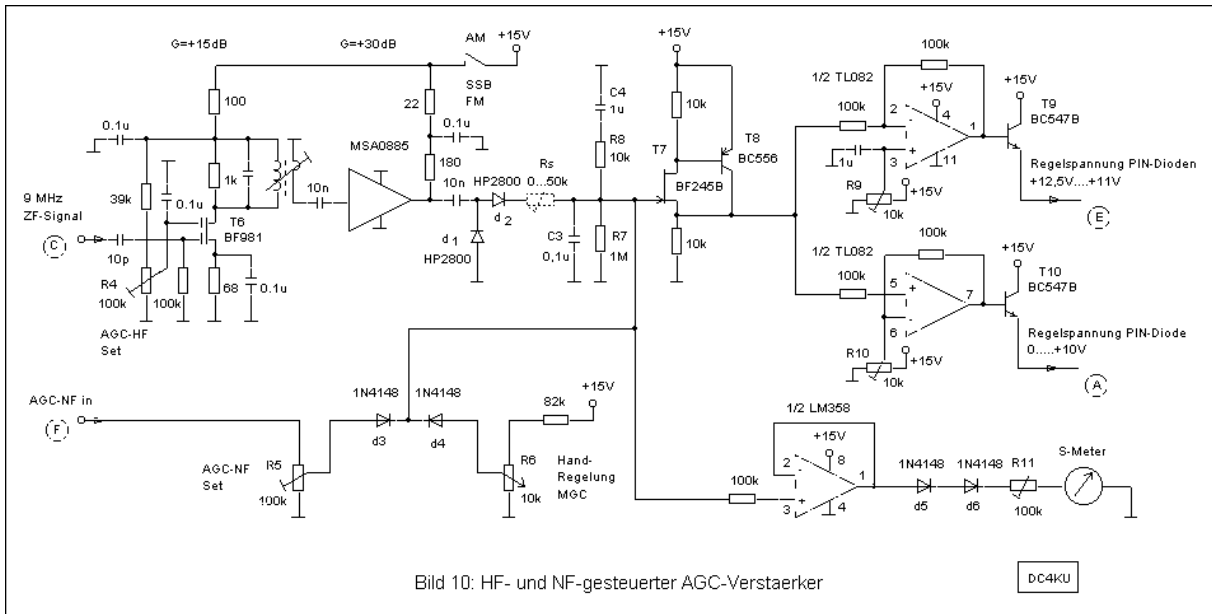 G=+15dB
G=+30dB
AM
+15V
SSB
FM
100
22
0.1u
0.1u
MSA0885
180
10n
10n
39k
1k
0.1u
9 MHz
ZF-Signal
C
10p
T6
BF981
R4
100k
100k
68
0.1u
AGC-HF
Set
HP2800
d2
d1
HP2800
Rs
0...50k
C4
1u
R8
10k
C3
0,1u
R7
1M
+15V
10k
T7
BF245B
T8
BC556
10k
100k
1/2 TL082
+15V
100k
2
-
4
1
+
3
11
1u
R9
+15V
10k
+15V
T9
BC547B
Regelspannung PIN-Dioden
+12,5V....+11V
E
1/2 TL082
100k
100k
5
+
7
-
6
R10
+15V
10k
+15V
T10
BC547B
Regelspannung PIN-Diode
0.....+10V
A
AGC-NF in
F
AGC-NF
Set
R5
100k
1N4148
1N4148
d3
d4
82k
+15V
R6
10k
Hand-
Regelung
MGC
1/2 LM358
+15V
2
-
8
1
100k
+
3
4
1N4148
1N4148
d5
d6
R11
100k
S-Meter
Bild 10: HF- und NF-gesteuerter AGC-Verstaerker
DC4KU